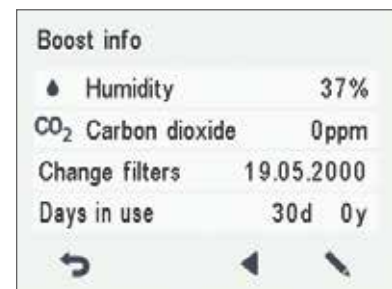 Boost info
Humidity 37%
CO₂ Carbon dioxide 0ppm
Change filters 19.05.2000
Days in use 30d 0y